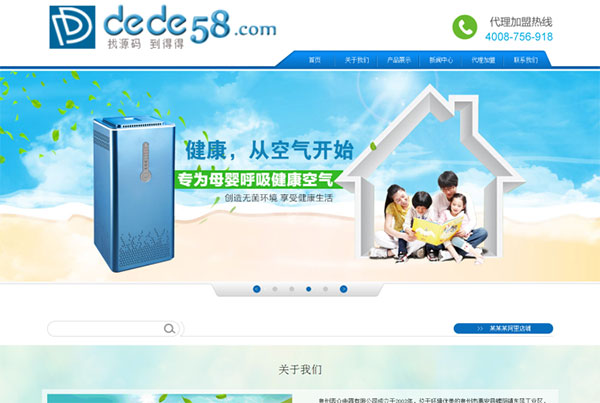 dede58.com
找源码 到得得
代理加盟热线
4008-756-918
首页 关于我们 产品展示 新闻中心 代理加盟 联系我们
健康，从空气开始
专为母婴呼吸健康空气
创造无菌环境 享受健康生活
>> 某某某阿里店铺
关于我们